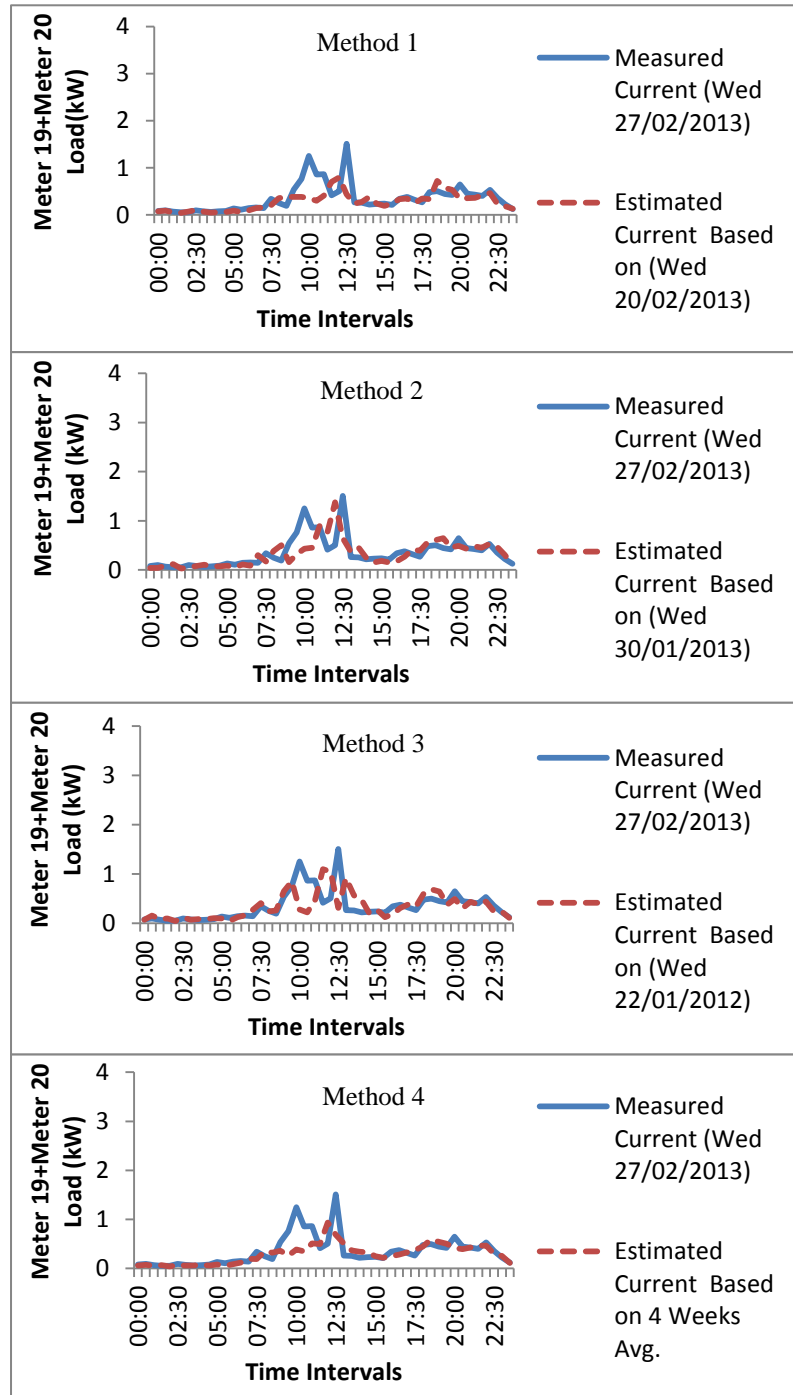 Method 1
Meter 19+Meter 20
Load(kW)
4
3
2
1
0
00:00
02:30
05:00
07:30
10:00
12:30
15:00
17:30
20:00
22:30
Time Intervals
Measured
Current (Wed
27/02/2013)
Estimated
Current Based
on (Wed
20/02/2013)
Method 2
Meter 19+Meter 20
Load (kW)
4
3
2
1
0
00:00
02:30
05:00
07:30
10:00
12:30
15:00
17:30
20:00
22:30
Time Intervals
Measured
Current (Wed
27/02/2013)
Estimated
Current Based
on (Wed
30/01/2013)
Method 3
Meter 19+Meter 20
Load (kW)
4
3
2
1
0
00:00
02:30
05:00
07:30
10:00
12:30
15:00
17:30
20:00
22:30
Time Intervals
Measured
Current (Wed
27/02/2013)
Estimated
Current Based
on (Wed
22/01/2012)
Method 4
Meter 19+Meter 20
Load (kW)
4
3
2
1
0
00:00
02:30
05:00
07:30
10:00
12:30
15:00
17:30
20:00
22:30
Time Intervals
Measured
Current (Wed
27/02/2013)
Estimated
Current Based
on 4 Weeks
Avg.